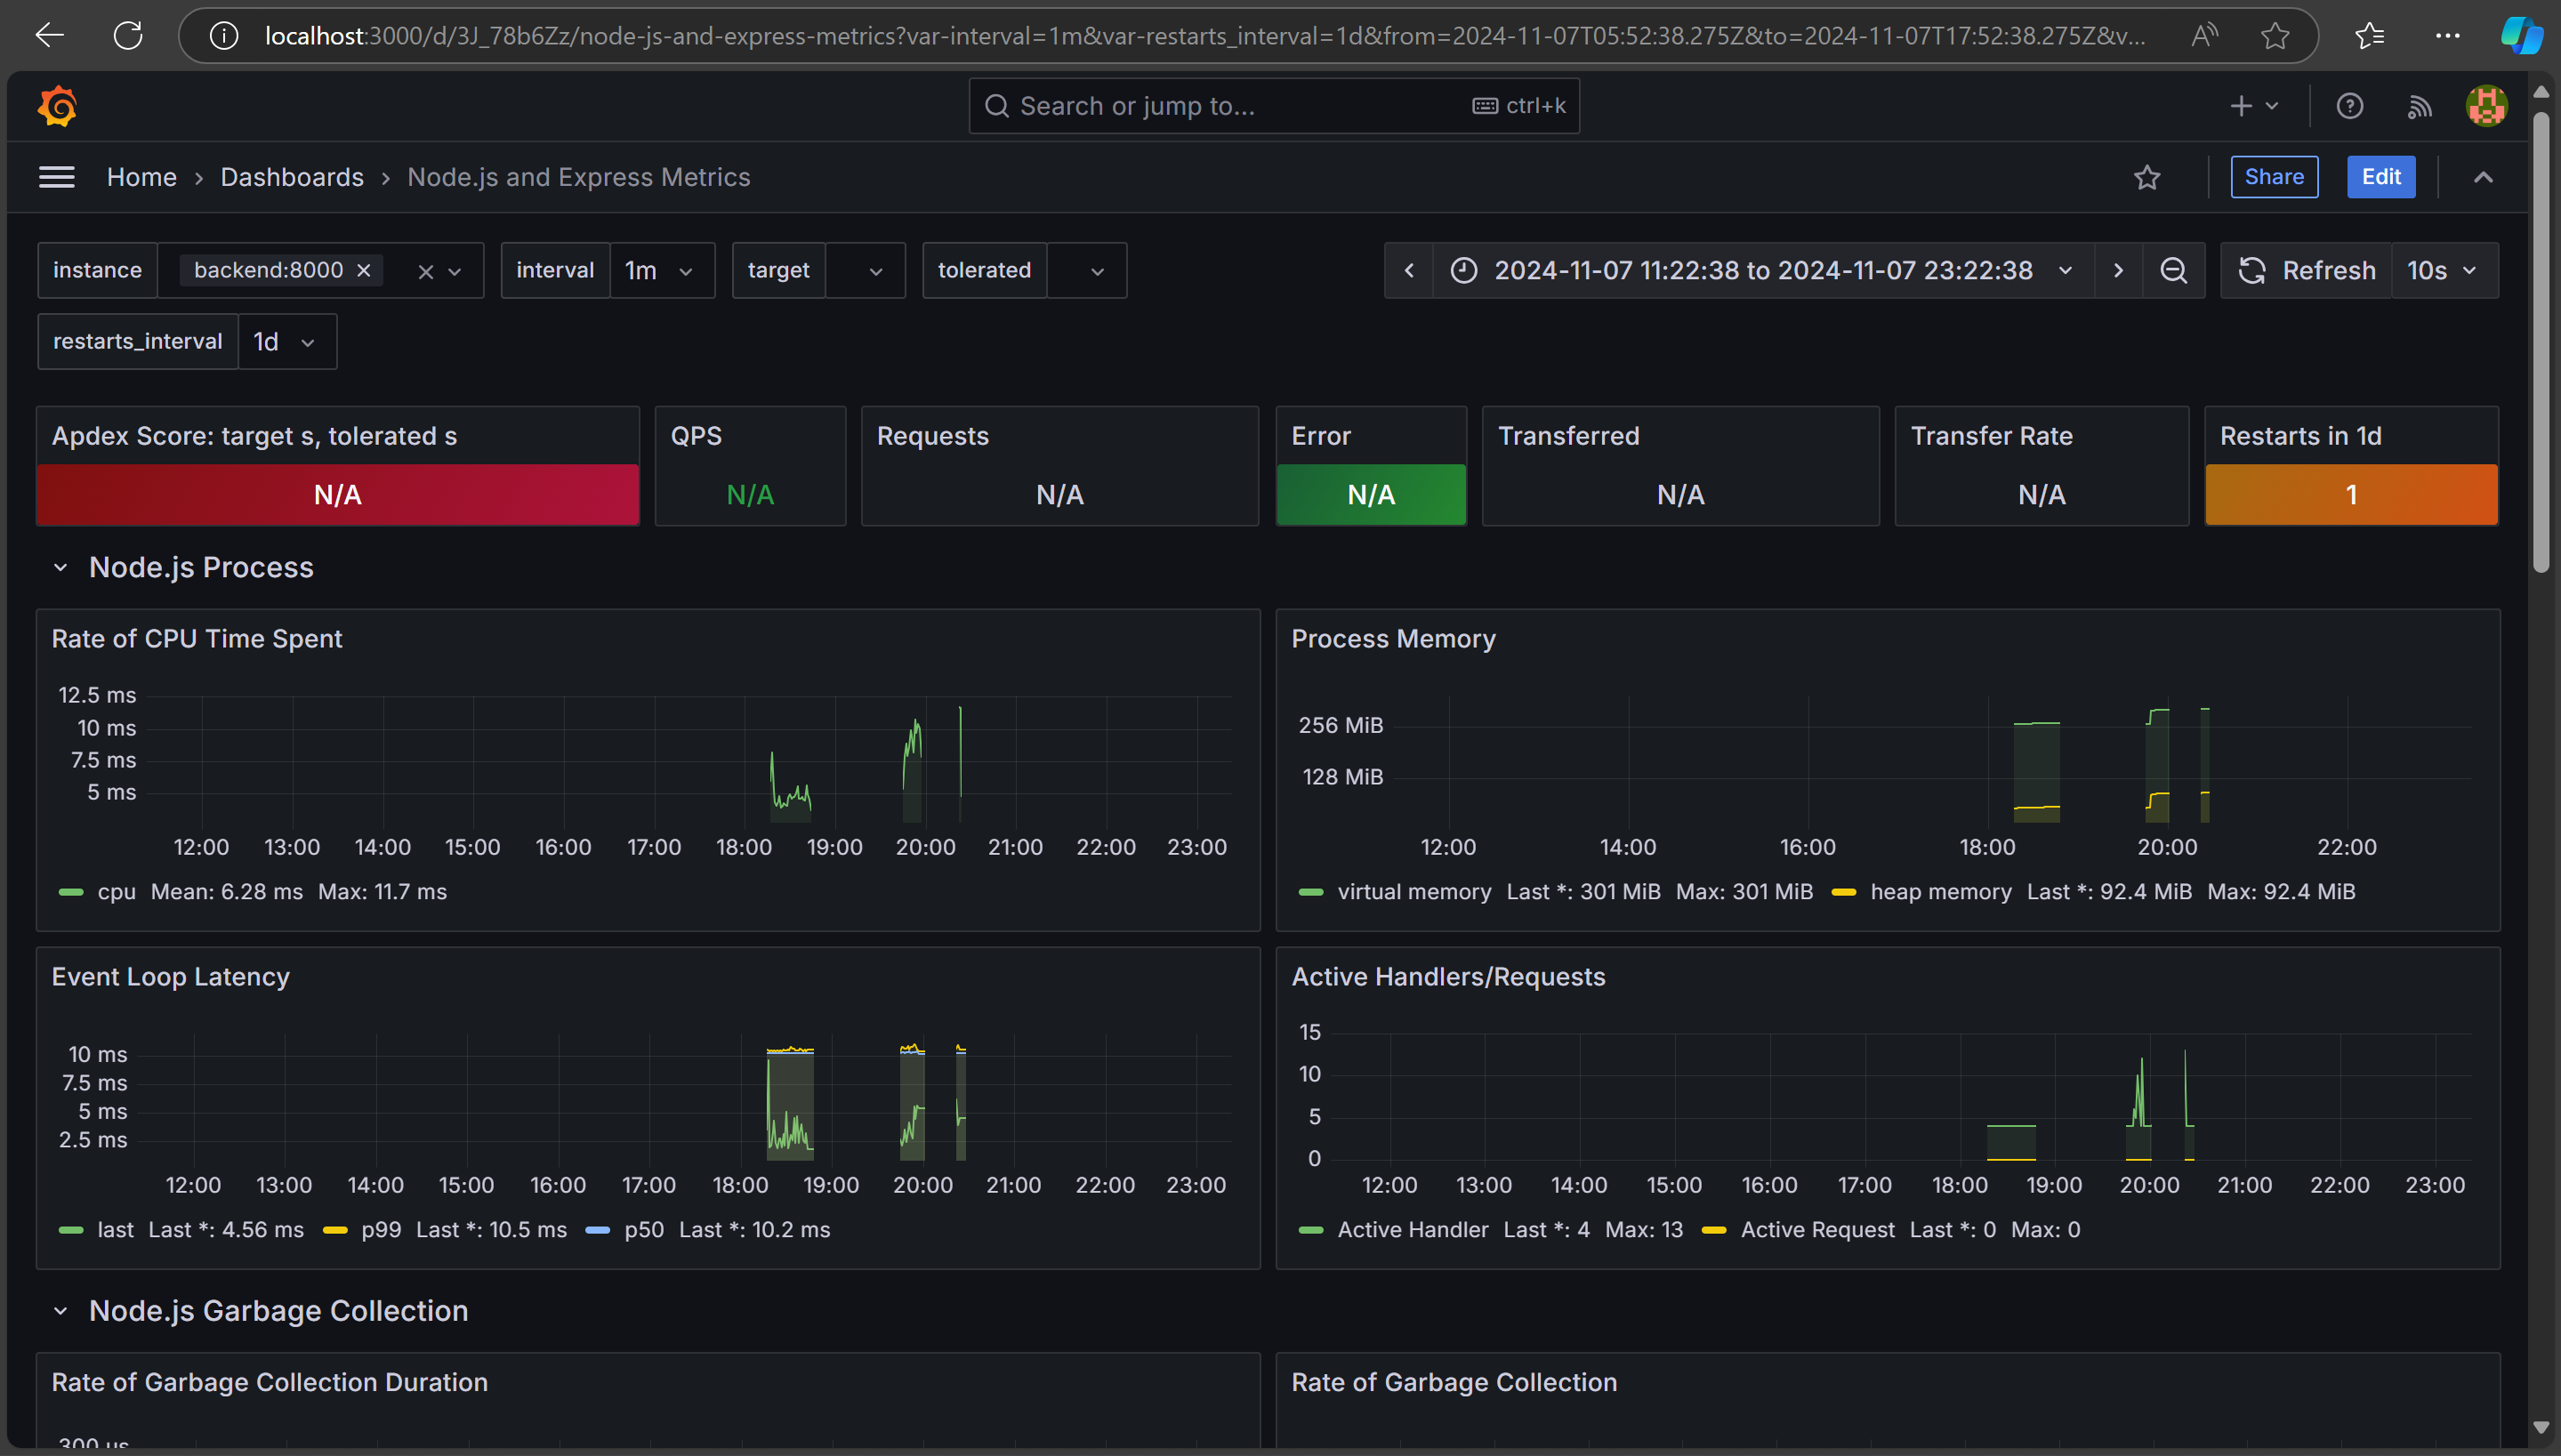 localhost:3000/d/3J_78b6Zz/node-js-and-express-metrics?var-interval=1m&var-restarts_interval=1d&from=2024-11-07T05:52:38.275Z&to=2024-11-07T17:52:38.275Z&v...
Search or jump to... ctrl+k
Home › Dashboards › Node.js and Express Metrics Share Edit
instance backend:8000 interval 1m target tolerated 2024-11-07 11:22:38 to 2024-11-07 23:22:38 Refresh 10s
restarts_interval 1d
Apdex Score: target s, tolerated s
N/A
QPS
N/A
Requests
N/A
Error
N/A
Transferred
N/A
Transfer Rate
N/A
Restarts in 1d
1
Node.js Process
Rate of CPU Time Spent
12.5 ms
10 ms
7.5 ms
5 ms
12:00 13:00 14:00 15:00 16:00 17:00 18:00 19:00 20:00 21:00 22:00 23:00
cpu Mean: 6.28 ms Max: 11.7 ms
Process Memory
256 MiB
128 MiB
12:00 14:00 16:00 18:00 20:00 22:00
virtual memory Last *: 301 MiB Max: 301 MiB heap memory Last *: 92.4 MiB Max: 92.4 MiB
Event Loop Latency
10 ms
7.5 ms
5 ms
2.5 ms
12:00 13:00 14:00 15:00 16:00 17:00 18:00 19:00 20:00 21:00 22:00 23:00
last Last *: 4.56 ms p99 Last *: 10.5 ms p50 Last *: 10.2 ms
Active Handlers/Requests
15
10
5
0
12:00 13:00 14:00 15:00 16:00 17:00 18:00 19:00 20:00 21:00 22:00 23:00
Active Handler Last *: 4 Max: 13 Active Request Last *: 0 Max: 0
Node.js Garbage Collection
Rate of Garbage Collection Duration
300 µs
Rate of Garbage Collection